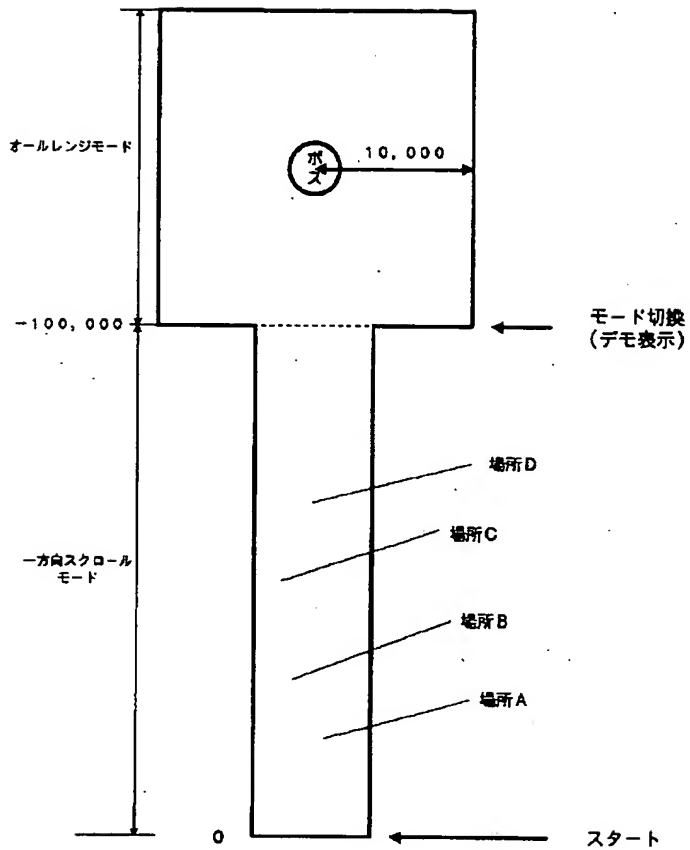 オールレンジモード
ボス
10,000
-100,000
モード切換
(デモ表示)
場所D
場所C
一方向スクロール
モード
場所B
場所A
0
スタート